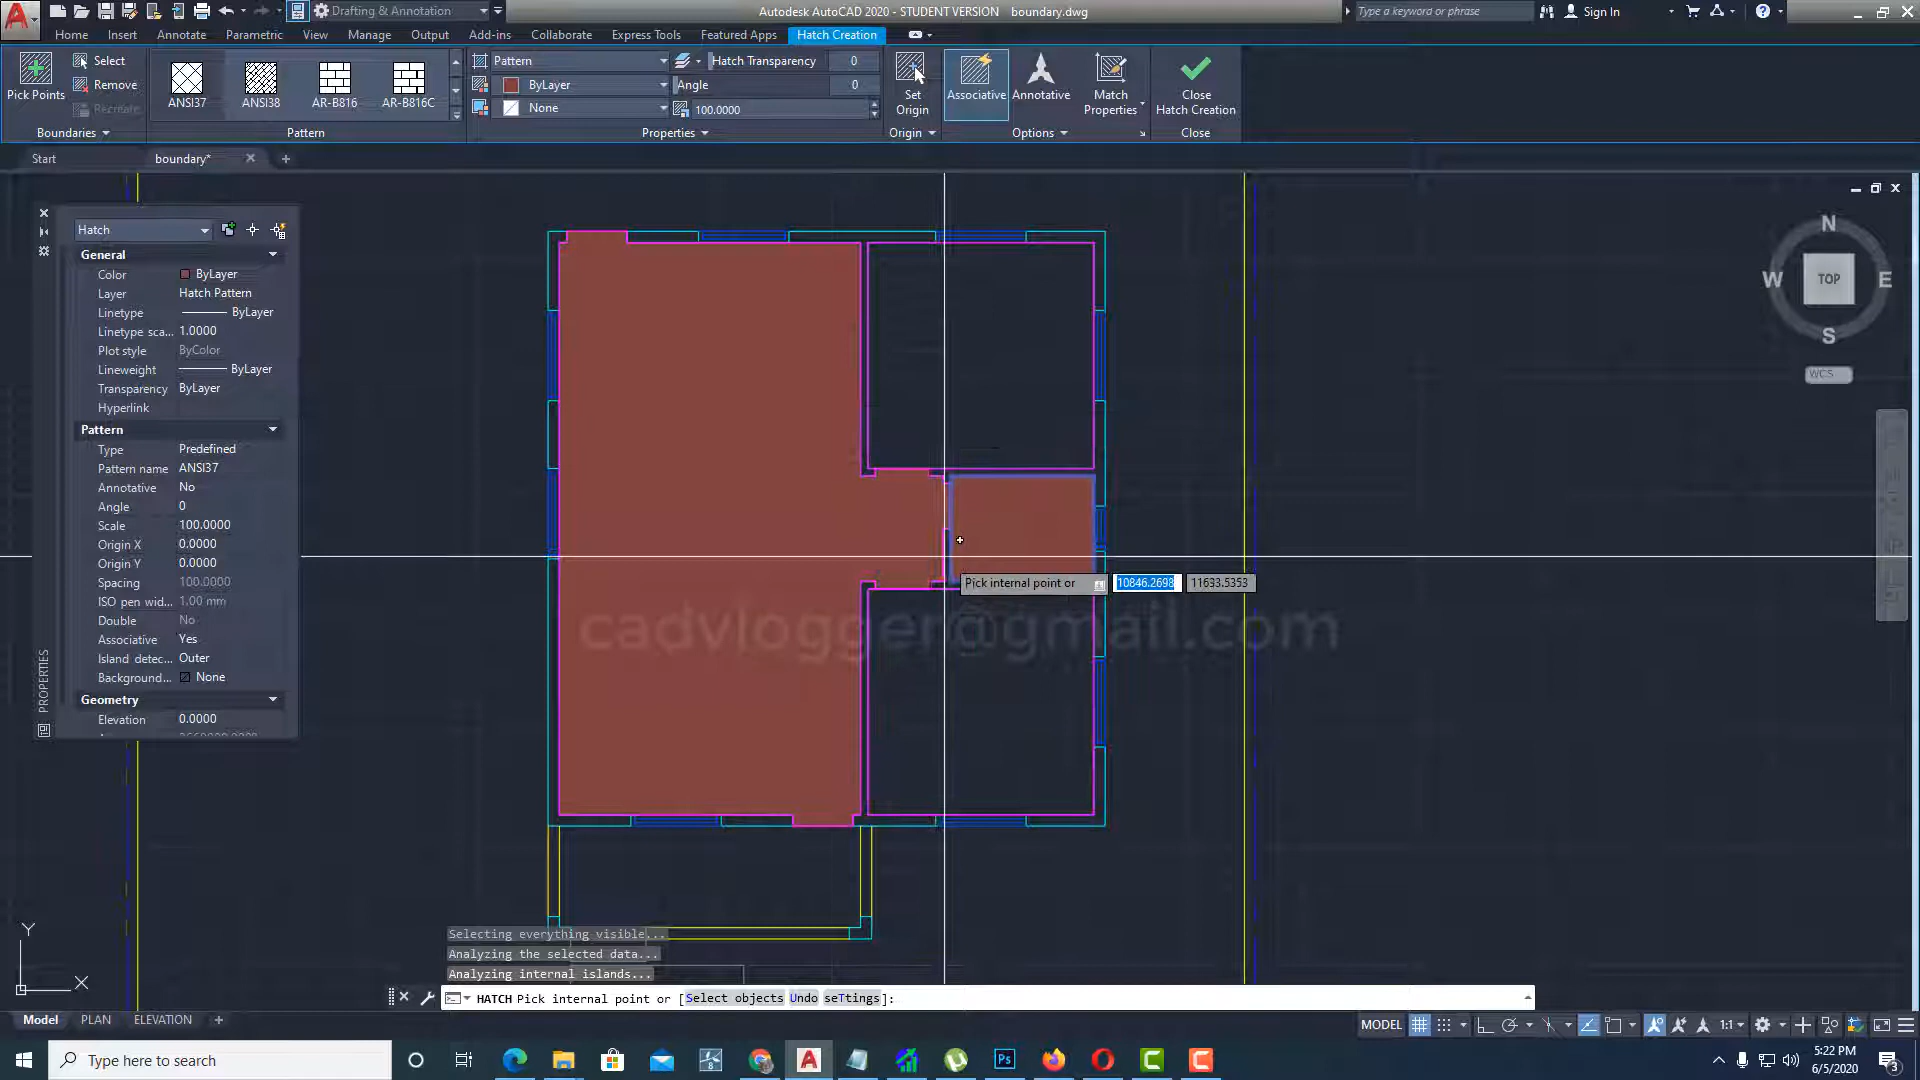 Drafting & Annotation
Autodesk AutoCAD 2020 - STUDENT VERSION boundary.dwg
Type a keyword or phrase
Sign In
Home Insert Annotate Parametric View Manage Output Add-ins Collaborate Express Tools Featured Apps Hatch Creation
Pick Points
Select
Remove
Recreate
Boundaries
ANSI37
ANSI38
AR-B816
AR-B816C
Pattern
Pattern
ByLayer
None
Hatch Transparency 0
Angle 0
100.0000
Properties
Set
Origin
Origin
Associative
Annotative
Match
Properties
Options
Close
Hatch Creation
Close
Start
boundary*
Hatch
General
Color ByLayer
Layer Hatch Pattern
Linetype ByLayer
Linetype sca... 1.0000
Plot style ByColor
Lineweight ByLayer
Transparency ByLayer
Hyperlink
Pattern
Type Predefined
Pattern name ANSI37
Annotative No
Angle 0
Scale 100.0000
Origin X 0.0000
Origin Y 0.0000
Spacing 100.0000
ISO pen wid... 1.00 mm
Double No
Associative Yes
Island detec... Outer
Background... None
Geometry
Elevation 0.0000
PROPERTIES
N
W TOP E
S
WCS
Pick internal point or 10846.2698 11633.5353
cadvlogger@gmail.com
Y
X
Selecting everything visible...
Analyzing the selected data...
Analyzing internal islands...
HATCH Pick internal point or [Select objects Undo seTtings]:
Model PLAN ELEVATION
MODEL
1:1
Type here to search
Ps
5:22 PM
6/5/2020
3